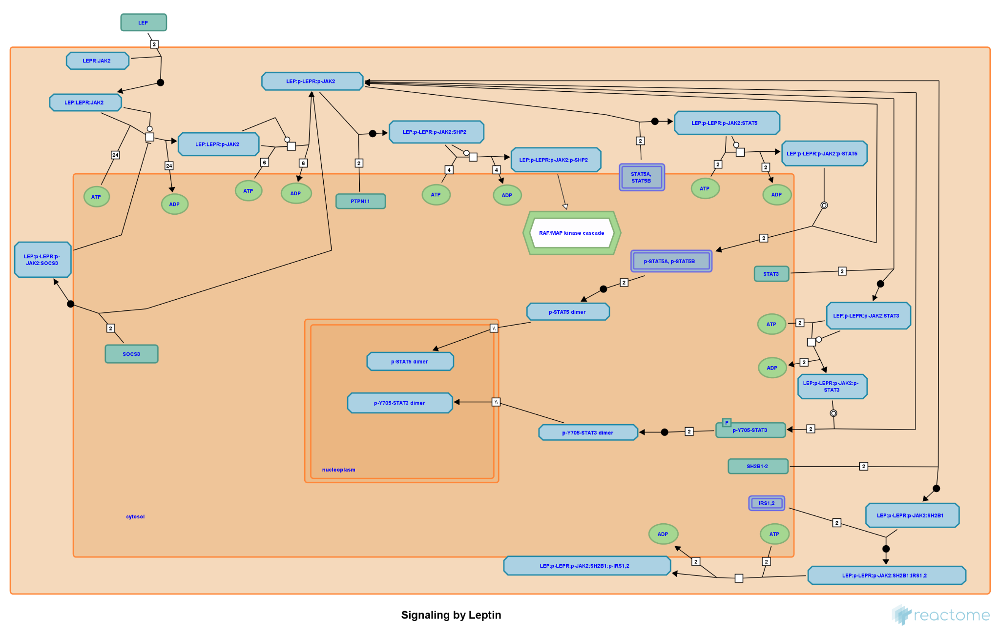 LEP
2
LEPR:JAK2
LEP:p-LEPR:p-JAK2
LEP:LEPR:JAK2
LEP:p-LEPR:p-JAK2:STAT5
LEP:p-LEPR:p-JAK2:SHP2
LEP:LEPR:p-JAK2
2
LEP:p-LEPR:p-JAK2:p-STAT5
24
LEP:p-LEPR:p-JAK2:p-SHP2
24
6
6
2
4
4
2
2
STAT5A,
STAT5B
ATP
ADP
ATP
ADP
PTPN11
ATP
ADP
ATP
ADP
RAF/MAP kinase cascade
2
LEP:p-LEPR:p-
JAK2:SOCS3
p-STAT5A, p-STAT5B
STAT3
2
2
p-STAT5 dimer
LEP:p-LEPR:p-JAK2:STAT3
ATP
2
2
\\
SOCS3
p-STAT5 dimer
ADP
2
LEP:p-LEPR:p-JAK2:p-
STAT3
p-Y705-STAT3 dimer
\\
P
p-Y705-STAT3 dimer
2
p-Y705-STAT3
2
nucleoplasm
SH2B1-2
2
IRS1,2
cytosol
2
LEP:p-LEPR:p-JAK2:SH2B1
ADP
ATP
2
2
LEP:p-LEPR:p-JAK2:SH2B1:p-IRS1,2
LEP:p-LEPR:p-JAK2:SH2B1:IRS1,2
Signaling by Leptin
reactome